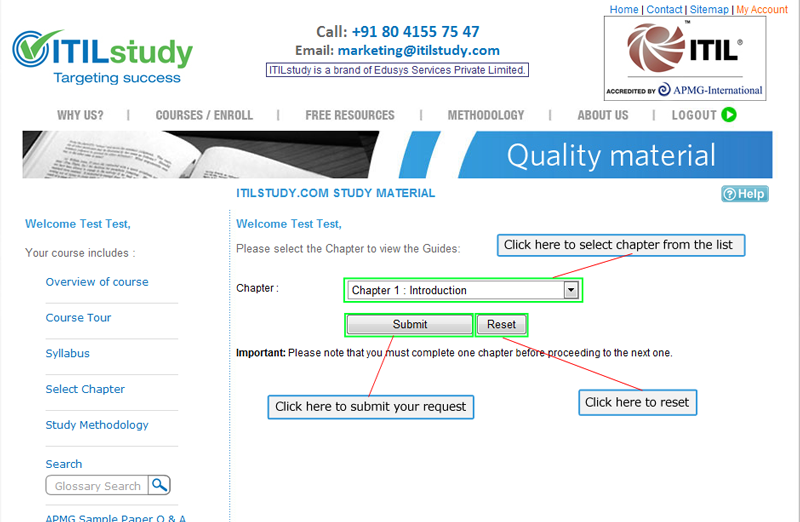 Home | Contact | Sitemap | My Account
ITILstudy
Targeting success
Call: +91 80 4155 75 47
Email: marketing@itilstudy.com
ITILstudy is a brand of Edusys Services Private Limited.
ITIL®
ACCREDITED BY APMG-International
WHY US? | COURSES / ENROLL | FREE RESOURCES | METHODOLOGY | ABOUT US | LOGOUT
Quality material
ITILSTUDY.COM STUDY MATERIAL
? Help
Welcome Test Test,
Your course includes :
Overview of course
Course Tour
Syllabus
Select Chapter
Study Methodology
Search
Glossary Search
APMG Sample Paper Q & A
Welcome Test Test,
Please select the Chapter to view the Guides:
Click here to select chapter from the list
Chapter : Chapter 1 : Introduction
Submit Reset
Important: Please note that you must complete one chapter before proceeding to the next one.
Click here to submit your request
Click here to reset